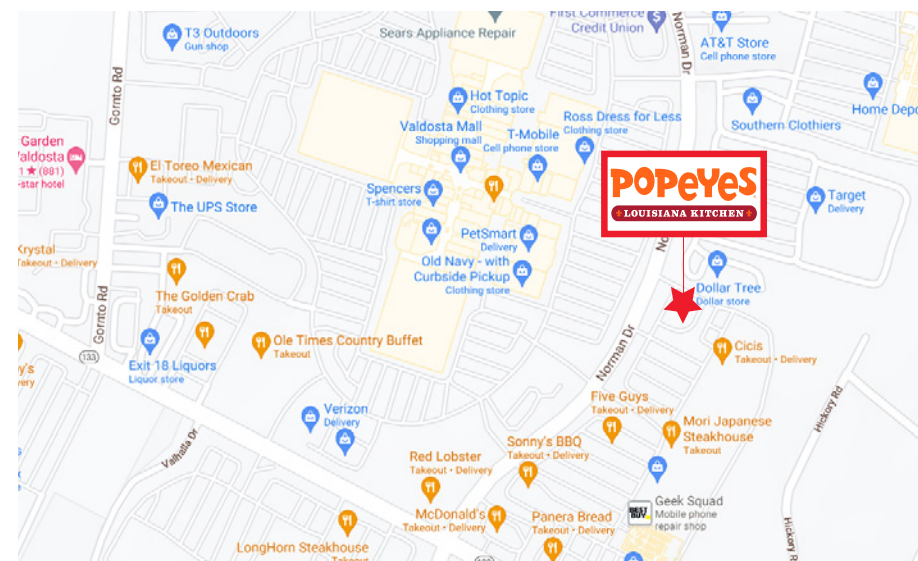 First Commerce
Credit Union
T3 Outdoors
Gun shop
Sears Appliance Repair
Norman Dr
AT&T Store
Cell phone store
Gornto Rd
Hot Topic
Clothing store
Home Depo
Valdosta Mall
Shopping mall
T-Mobile
Cell phone store
Ross Dress for Less
Clothing store
Southern Clothiers
Garden
Valdosta
1 ★ (881)
-star hotel
El Toreo Mexican
Takeout • Delivery
POPEYES
LOUISIANA KITCHEN
Spencers
T-shirt store
Target
Delivery
The UPS Store
PetSmart
Delivery
No
Krystal
Takeout • Delivery
Old Navy - with
Curbside Pickup
Clothing store
Dollar Tree
Dollar store
The Golden Crab
Takeout
Gornto Rd
Ole Times Country Buffet
Takeout
133
Norman Dr
Cicis
Takeout • Delivery
Exit 18 Liquors
Liquor store
y's
very
Hickory Rd
Five Guys
Takeout • Delivery
Verizon
Delivery
Mori Japanese
Steakhouse
Takeout
Valhalla Dr
Sonny's BBQ
Takeout • Delivery
Red Lobster
Takeout • Delivery
Geek Squad
Mobile phone
repair shop
BEST
BUY
McDonald's
Takeout • Delivery
Panera Bread
Takeout • Delivery
Hickory R
LongHorn Steakhouse
Takeout